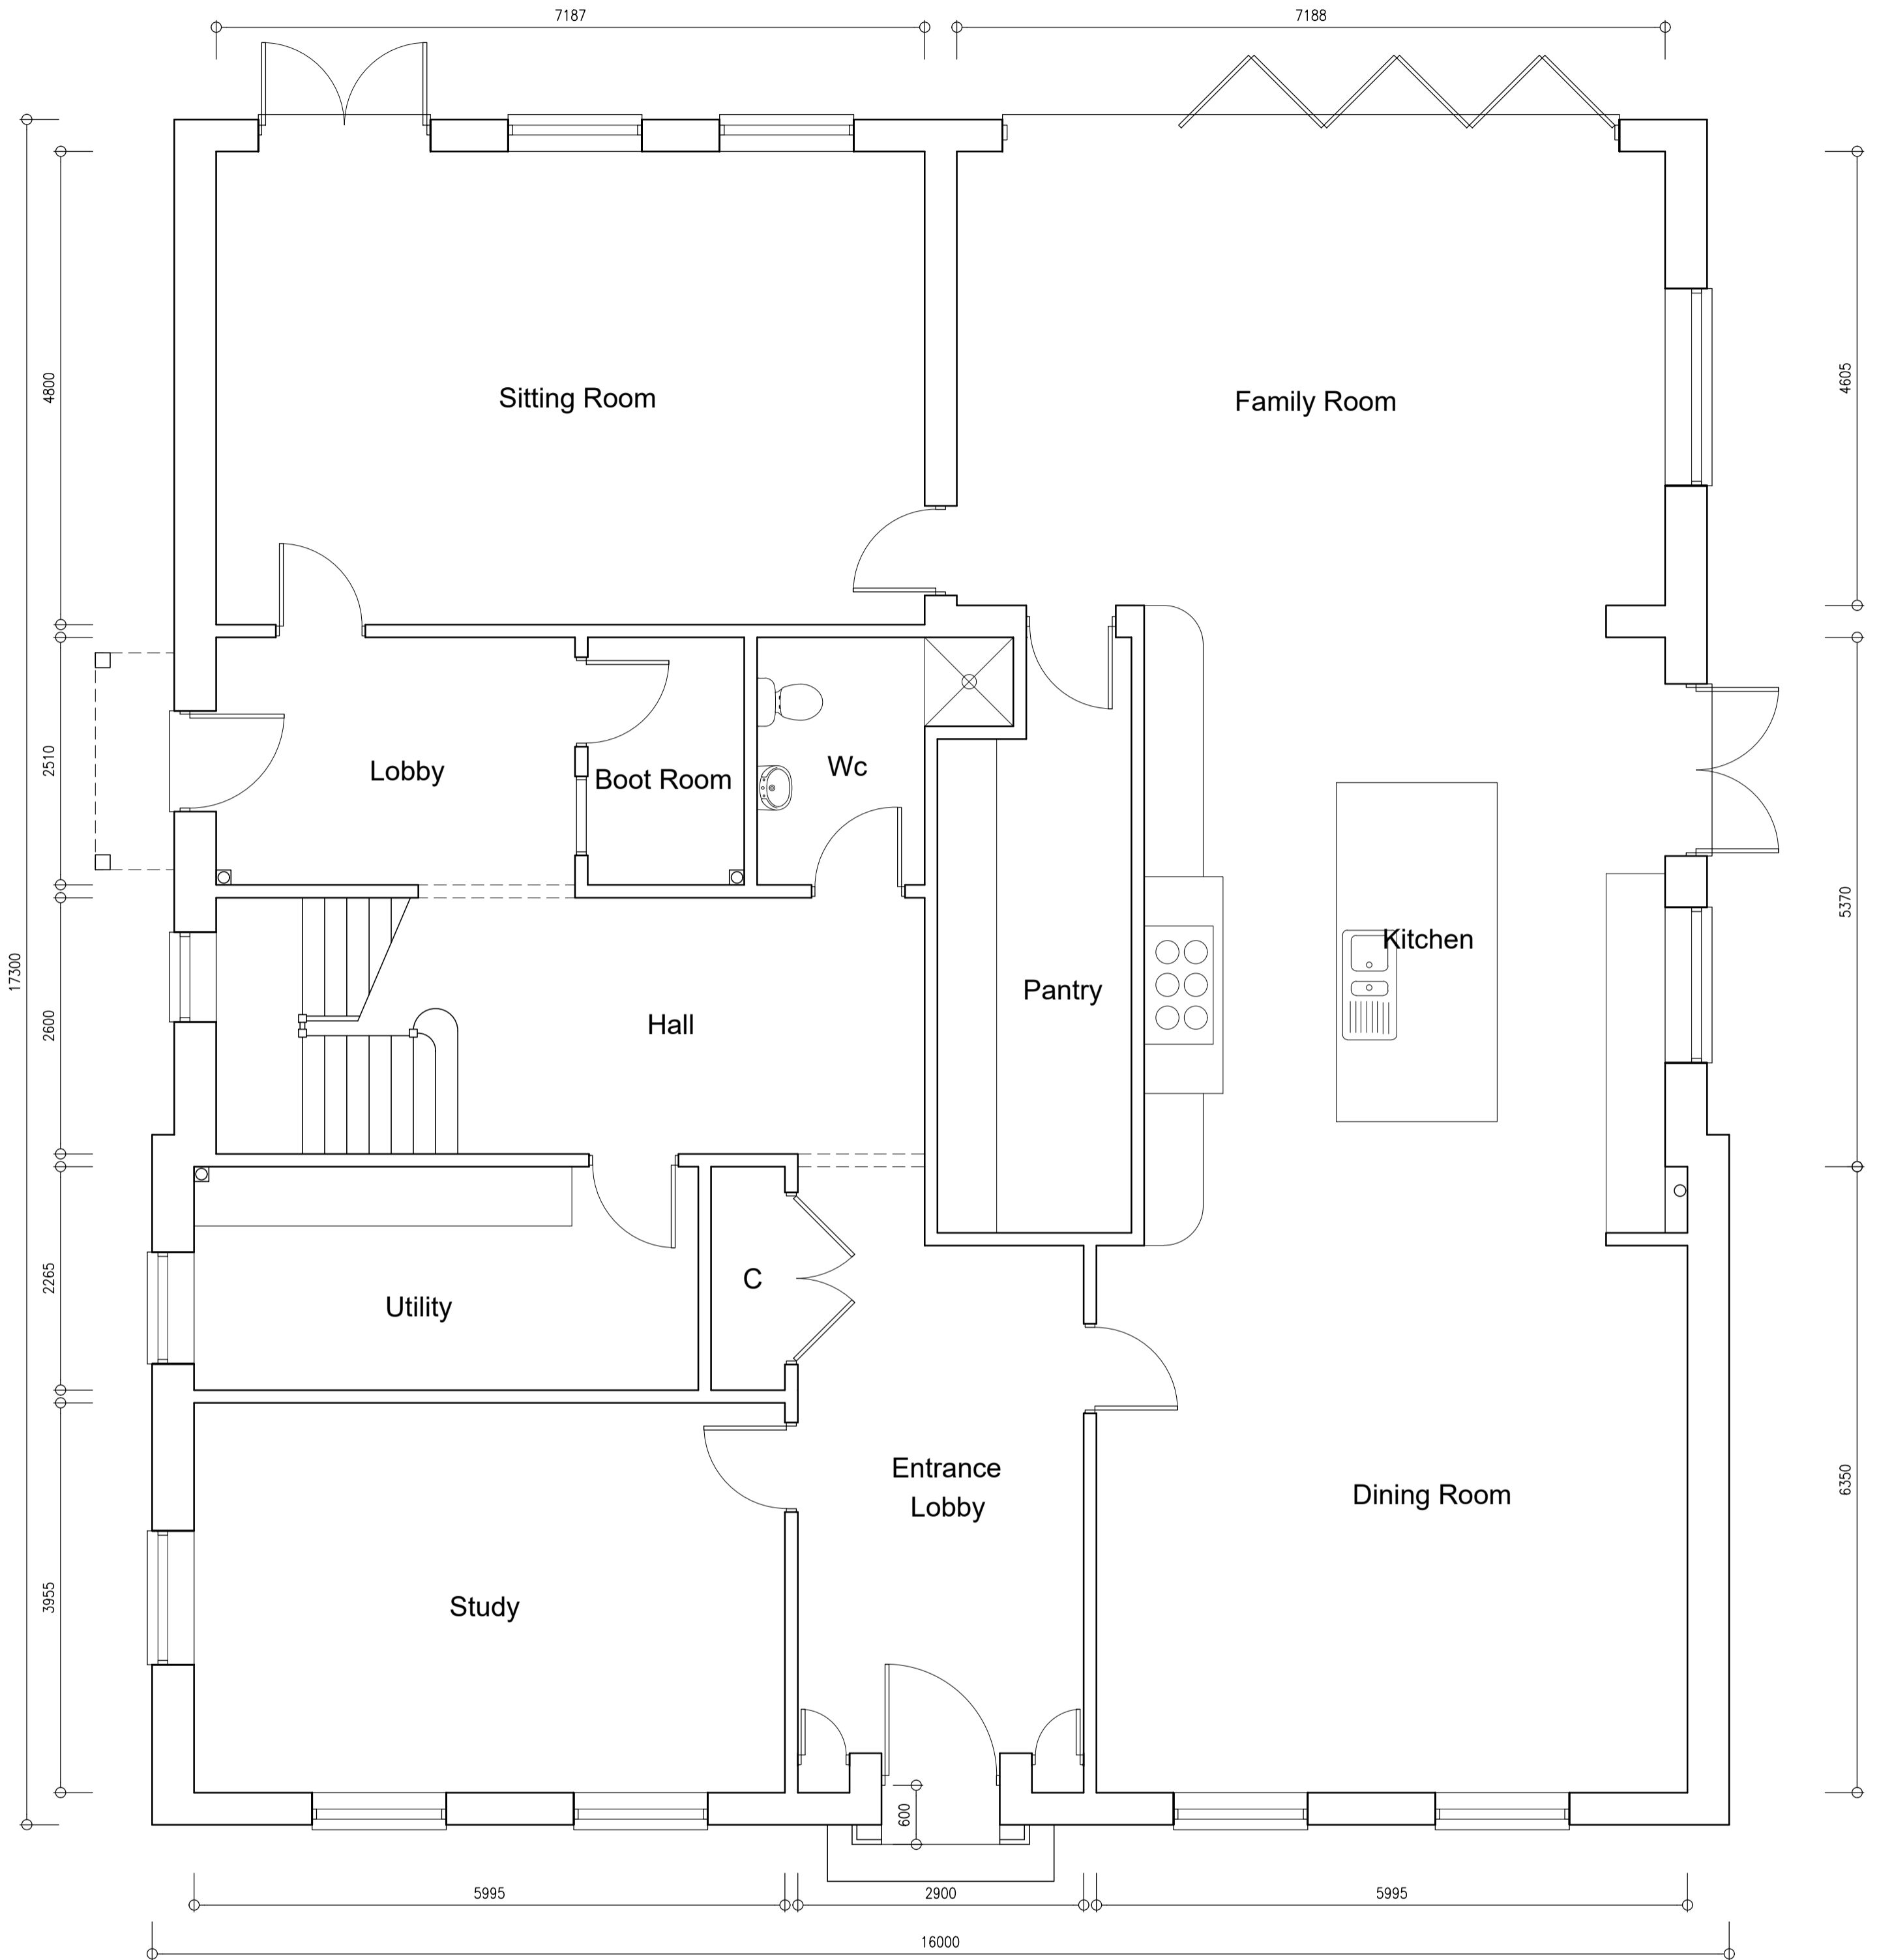 7187
7188
Sitting Room
Family Room
4800
4605
Lobby
Boot Room
Wc
2510
Kitchen
5370
Pantry
17300
Hall
2600
C
Utility
2265
Entrance
Lobby
Dining Room
6350
Study
3955
600
5995
2900
5995
16000